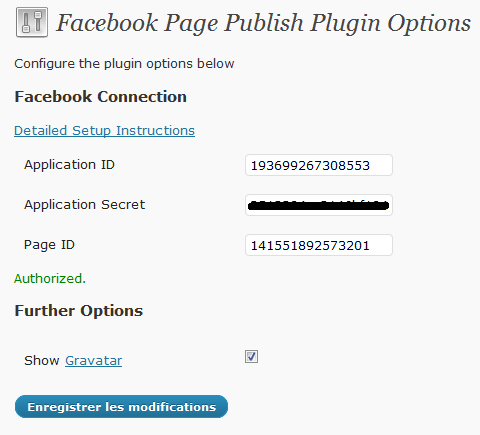 Facebook Page Publish Plugin Options
Configure the plugin options below
Facebook Connection
Detailed Setup Instructions
Application ID 193699267308553
Application Secret
Page ID 141551892573201
Authorized.
Further Options
Show Gravatar
Enregistrer les modifications